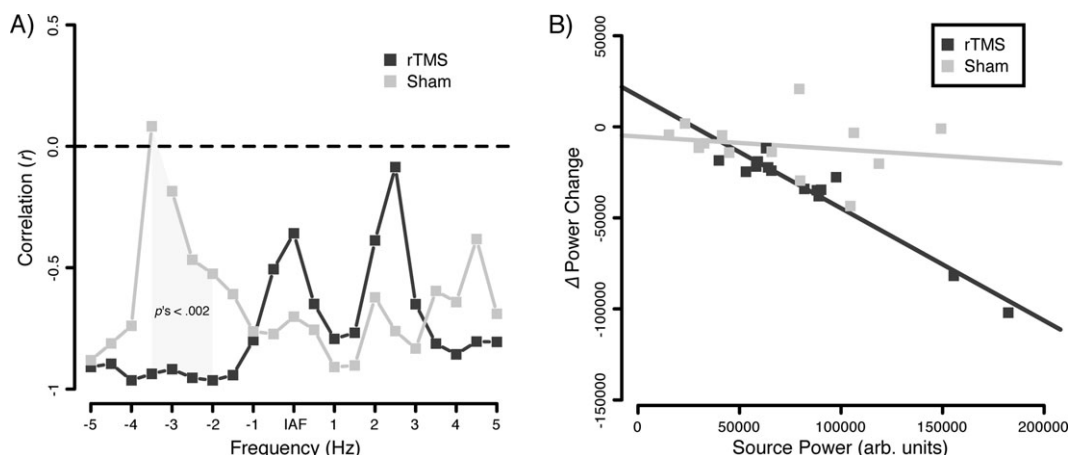 A)
0.5
0.0
-0.5
-1
Correlation (r)
rTMS
Sham
p's < .002
-5 -4 -3 -2 -1 IAF 1 2 3 4 5
Frequency (Hz)
B)
50000
0
-50000
-100000
-150000
Δ Power Change
rTMS
Sham
0 50000 100000 150000 200000
Source Power (arb. units)